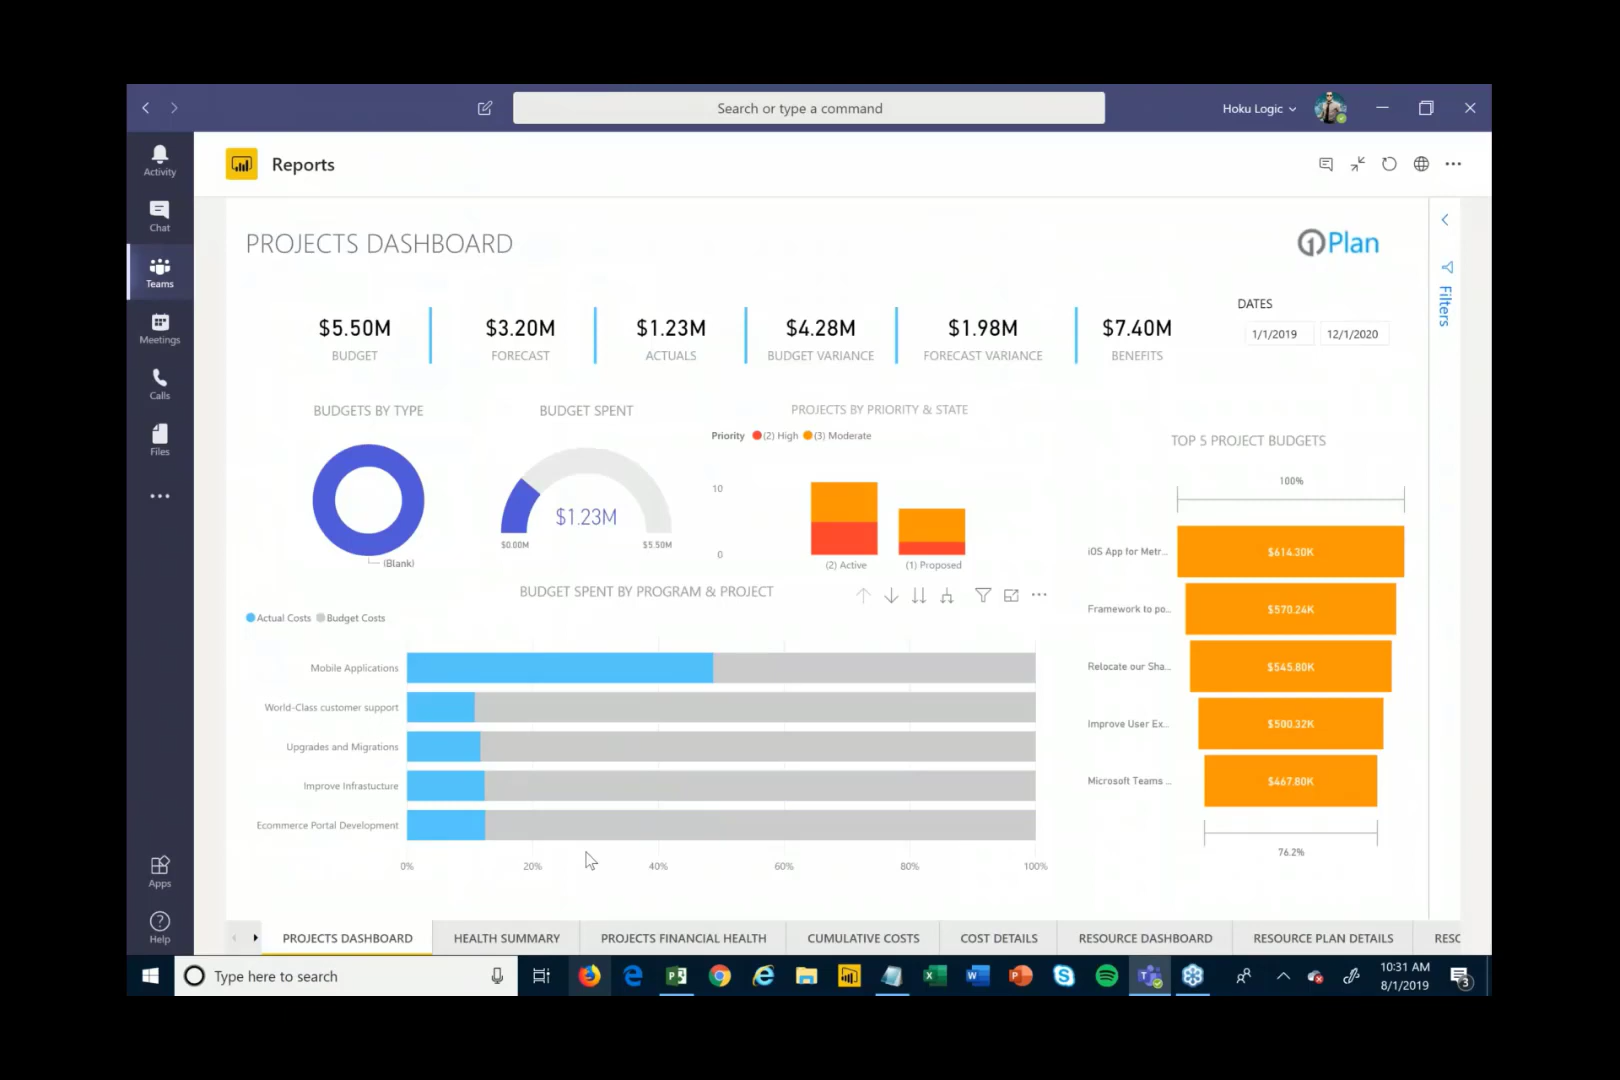 Search or type a command
Hoku Logic
Activity
Chat
Teams
Meetings
Calls
Files
Apps
Help
Reports
PROJECTS DASHBOARD
1Plan
$5.50M
BUDGET
$3.20M
FORECAST
$1.23M
ACTUALS
$4.28M
BUDGET VARIANCE
$1.98M
FORECAST VARIANCE
$7.40M
BENEFITS
DATES
1/1/2019 12/1/2020
Filters
BUDGETS BY TYPE
(Blank)
BUDGET SPENT
$1.23M
$0.00M $5.50M
PROJECTS BY PRIORITY & STATE
Priority (2) High (3) Moderate
10
0
(2) Active (1) Proposed
TOP 5 PROJECT BUDGETS
100%
iOS App for Metr... $614.30K
Framework to po... $570.24K
Relocate our Sha... $545.80K
Improve User Ex... $500.32K
Microsoft Teams ... $467.80K
76.2%
BUDGET SPENT BY PROGRAM & PROJECT
Actual Costs Budget Costs
Mobile Applications
World-Class customer support
Upgrades and Migrations
Improve Infrastucture
Ecommerce Portal Development
0% 20% 40% 60% 80% 100%
PROJECTS DASHBOARD HEALTH SUMMARY PROJECTS FINANCIAL HEALTH CUMULATIVE COSTS COST DETAILS RESOURCE DASHBOARD RESOURCE PLAN DETAILS RESC
Type here to search
10:31 AM
8/1/2019
3